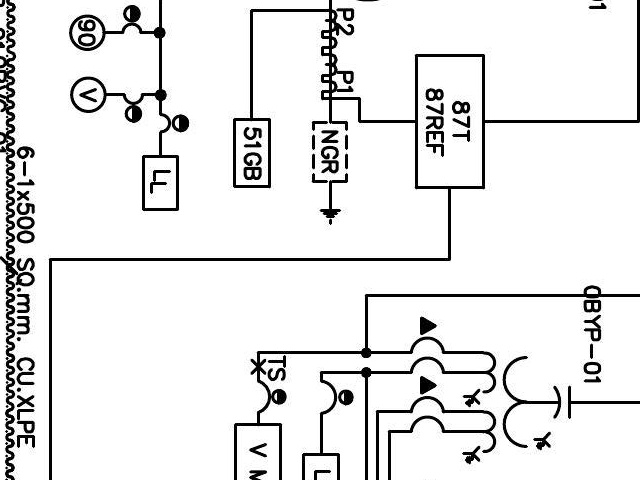 90
V
LL
51GB
P2
P1
NGR
87T
87REF
6-1x500 SQ.mm. CU.XLPE
TS
V
0BYP-01